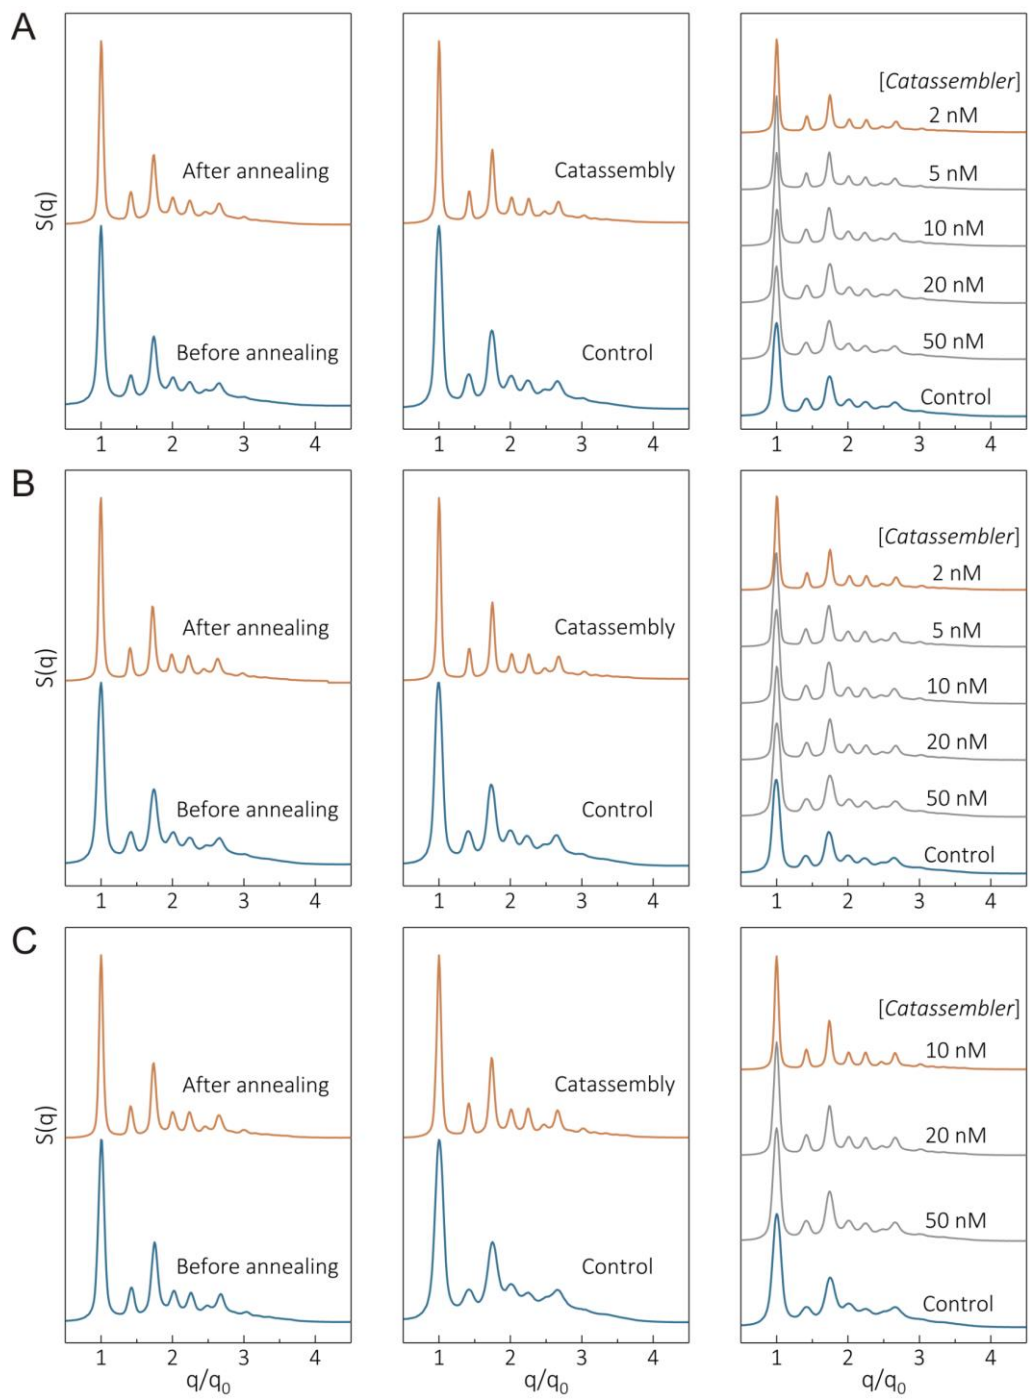 A
S(q)
After annealing
Before annealing
1 2 3 4
Catassembly
Control
1 2 3 4
[Catassembler]
2 nM
5 nM
10 nM
20 nM
50 nM
Control
1 2 3 4
B
S(q)
After annealing
Before annealing
1 2 3 4
Catassembly
Control
1 2 3 4
[Catassembler]
2 nM
5 nM
10 nM
20 nM
50 nM
Control
1 2 3 4
C
S(q)
After annealing
Before annealing
1 2 3 4
q/q₀
Catassembly
Control
1 2 3 4
q/q₀
[Catassembler]
10 nM
20 nM
50 nM
Control
1 2 3 4
q/q₀